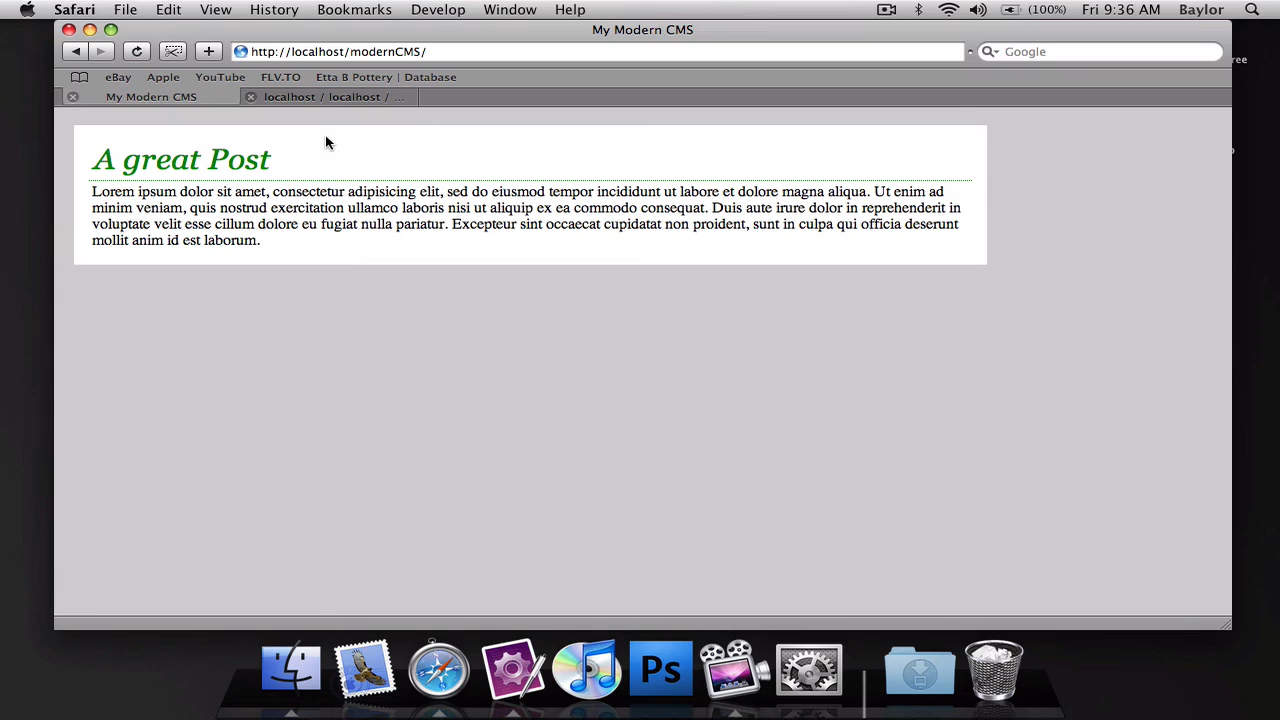 Safari File Edit View History Bookmarks Develop Window Help (100%) Fri 9:36 AM Baylor
My Modern CMS
http://localhost/modernCMS/ Google
ree
eBay Apple YouTube FLV.TO Etta B Pottery | Database
My Modern CMS localhost / localhost / ...
A great Post
Lorem ipsum dolor sit amet, consectetur adipisicing elit, sed do eiusmod tempor incididunt ut labore et dolore magna aliqua. Ut enim ad
minim veniam, quis nostrud exercitation ullamco laboris nisi ut aliquip ex ea commodo consequat. Duis aute irure dolor in reprehenderit in
voluptate velit esse cillum dolore eu fugiat nulla pariatur. Excepteur sint occaecat cupidatat non proident, sunt in culpa qui officia deserunt
mollit anim id est laborum.
Ps